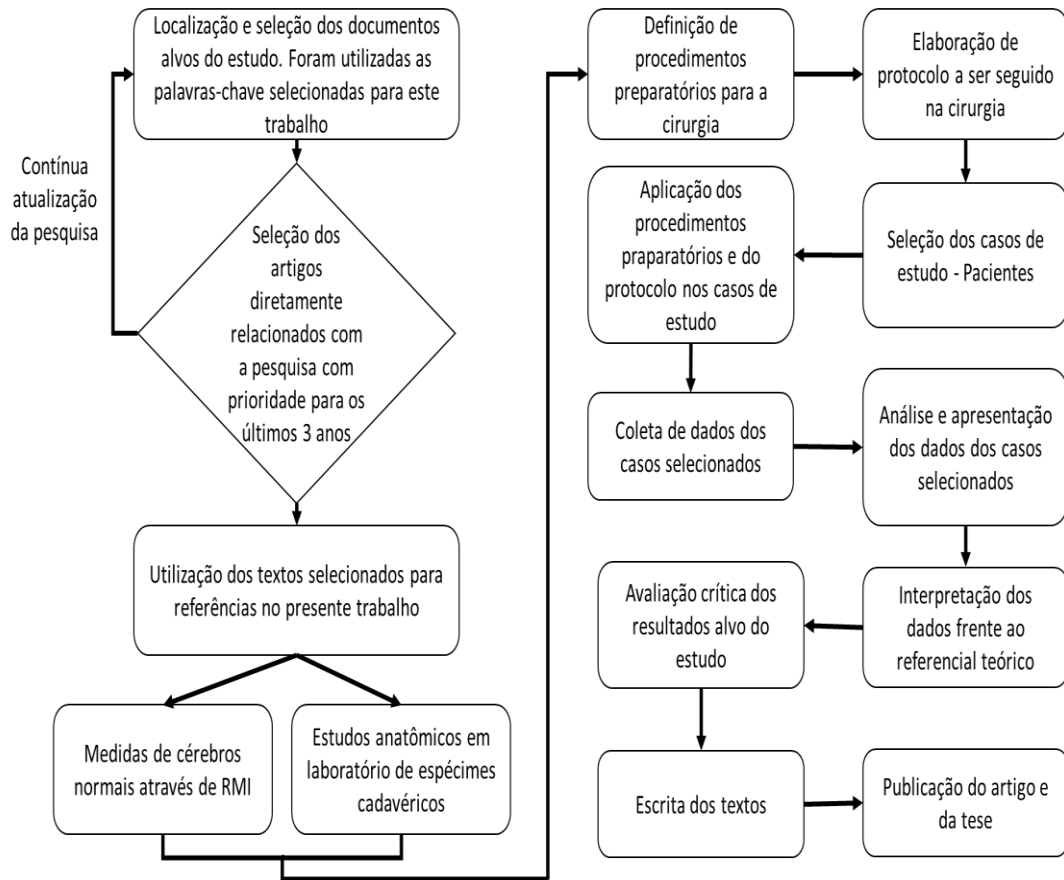 Localização e seleção dos documentos
alvos do estudo. Foram utilizadas as
palavras-chave selecionadas para este
trabalho
Contínua
atualização
da pesquisa
Seleção dos
artigos
diretamente
relacionados com
a pesquisa com
prioridade para os
últimos 3 anos
Utilização dos textos selecionados para
referências no presente trabalho
Medidas de cérebros
normais através de RMI
Estudos anatômicos em
laboratório de espécimes
cadavéricos
Definição de
procedimentos
preparatórios para a
cirurgia
Elaboração de
protocolo a ser seguido
na cirurgia
Seleção dos casos de
estudo - Pacientes
Aplicação dos
procedimentos
praparatórios e do
protocolo nos casos de
estudo
Coleta de dados dos
casos selecionados
Análise e apresentação
dos dados dos casos
selecionados
Interpretação dos
dados frente ao
referencial teórico
Avaliação crítica dos
resultados alvo do
estudo
Escrita dos textos
Publicação do artigo e
da tese